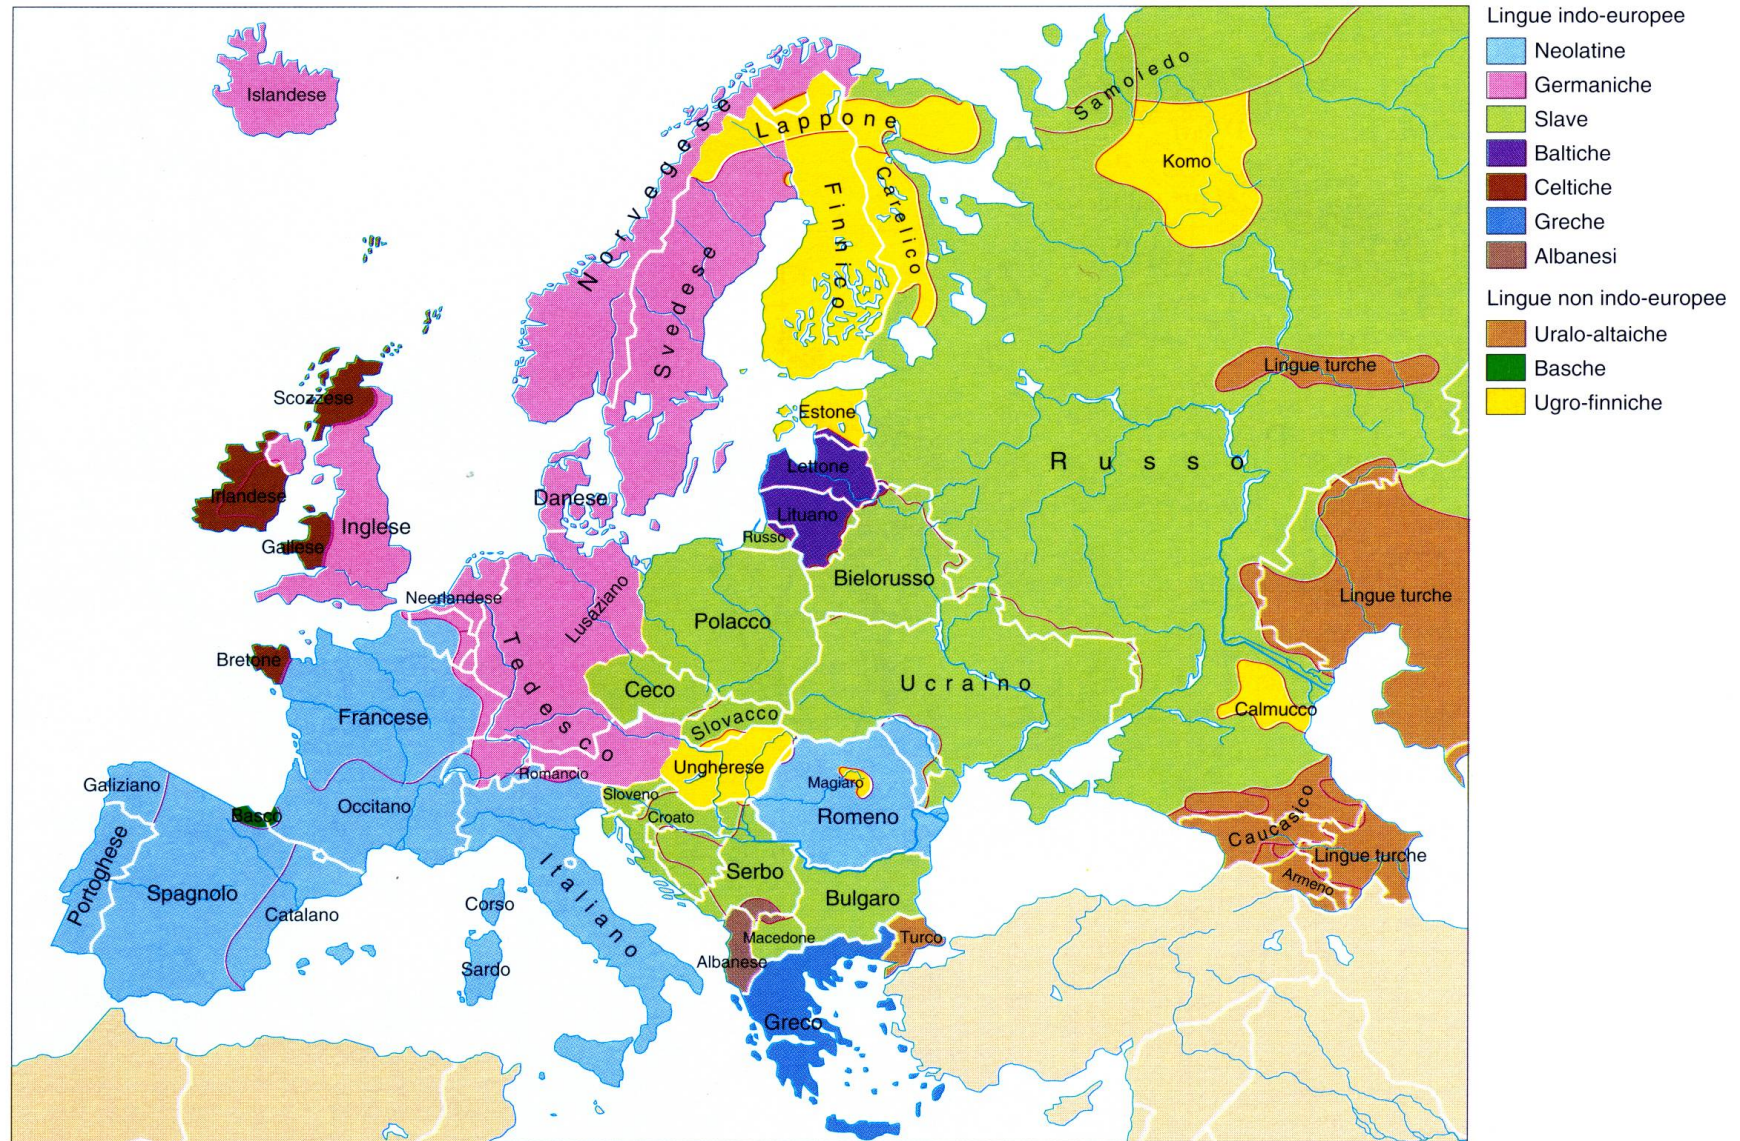 Lingue indo-europee
Neolatine
Germaniche
Slave
Baltiche
Celtiche
Greche
Albanesi
Lingue non indo-europee
Uralo-altaiche
Basche
Ugro-finniche
Islandese
Samoiedo
Norvegese
Lappone
Komo
Carelico
Finnico
Svedese
Lingue turche
Scozzese
Estone
Russo
Lettone
Irlandese
Danese
Lituano
Inglese
Russo
Gallese
Bielorusso
Neerlandese
Lusaziano
Lingue turche
Polacco
Tedesco
Bretone
Ucraino
Ceco
Calmucco
Francese
Slovacco
Ungherese
Romancio
Galiziano
Magiaro
Sloveno
Occitano
Basco
Croato
Romeno
Caucasico
Lingue turche
Portoghese
Serbo
Armeno
Spagnolo
Italiano
Bulgaro
Corso
Catalano
Macedone
Turco
Albanese
Sardo
Greco